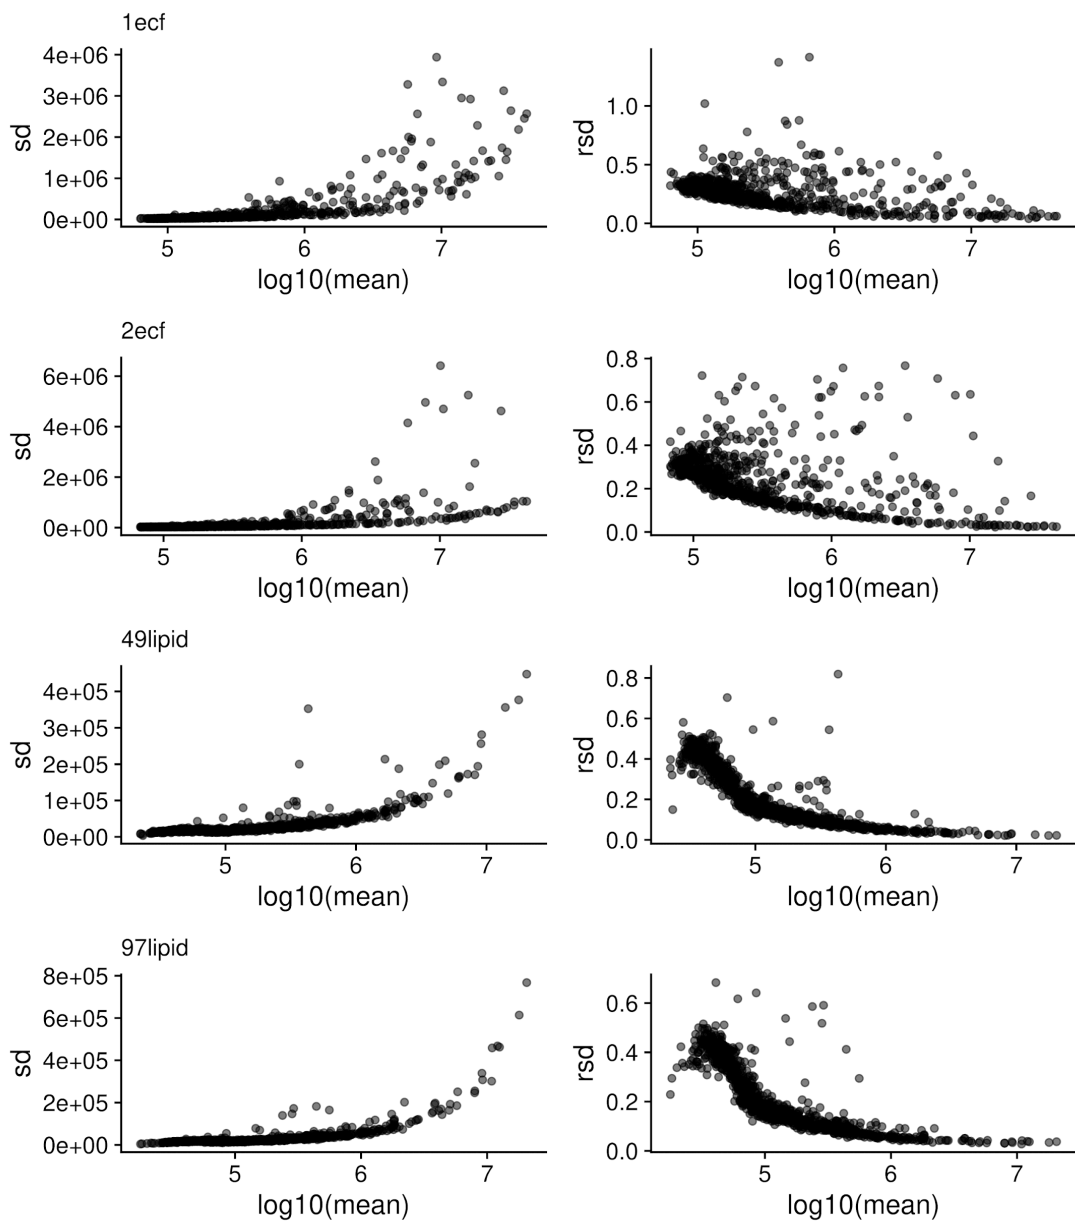 1ecf
4e+06
3e+06
2e+06
1e+06
0e+00
sd
5 6 7
log10(mean)
1.0
0.5
0.0
rsd
5 6 7
log10(mean)
2ecf
6e+06
4e+06
2e+06
0e+00
sd
5 6 7
log10(mean)
0.8
0.6
0.4
0.2
0.0
rsd
5 6 7
log10(mean)
49lipid
4e+05
3e+05
2e+05
1e+05
0e+00
sd
5 6 7
log10(mean)
0.8
0.6
0.4
0.2
0.0
rsd
5 6 7
log10(mean)
97lipid
8e+05
6e+05
4e+05
2e+05
0e+00
sd
5 6 7
log10(mean)
0.6
0.4
0.2
0.0
rsd
5 6 7
log10(mean)